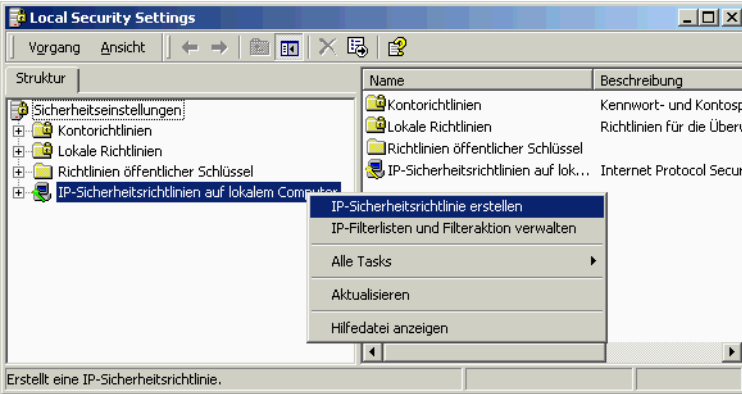 Local Security Settings
Vorgang Ansicht
Struktur
Name Beschreibung
Sicherheitseinstellungen
Kontorichtlinien
Lokale Richtlinien
Richtlinien öffentlicher Schlüssel
IP-Sicherheitsrichtlinien auf lokalem Computer
Kontorichtlinien Kennwort- und Kontosp
Lokale Richtlinien Richtlinien für die Über
Richtlinien öffentlicher Schlüssel
IP-Sicherheitsrichtlinien auf lok... Internet Protocol Secur
IP-Sicherheitsrichtlinie erstellen
IP-Filterlisten und Filteraktion verwalten
Alle Tasks
Aktualisieren
Hilfedatei anzeigen
Erstellt eine IP-Sicherheitsrichtlinie.